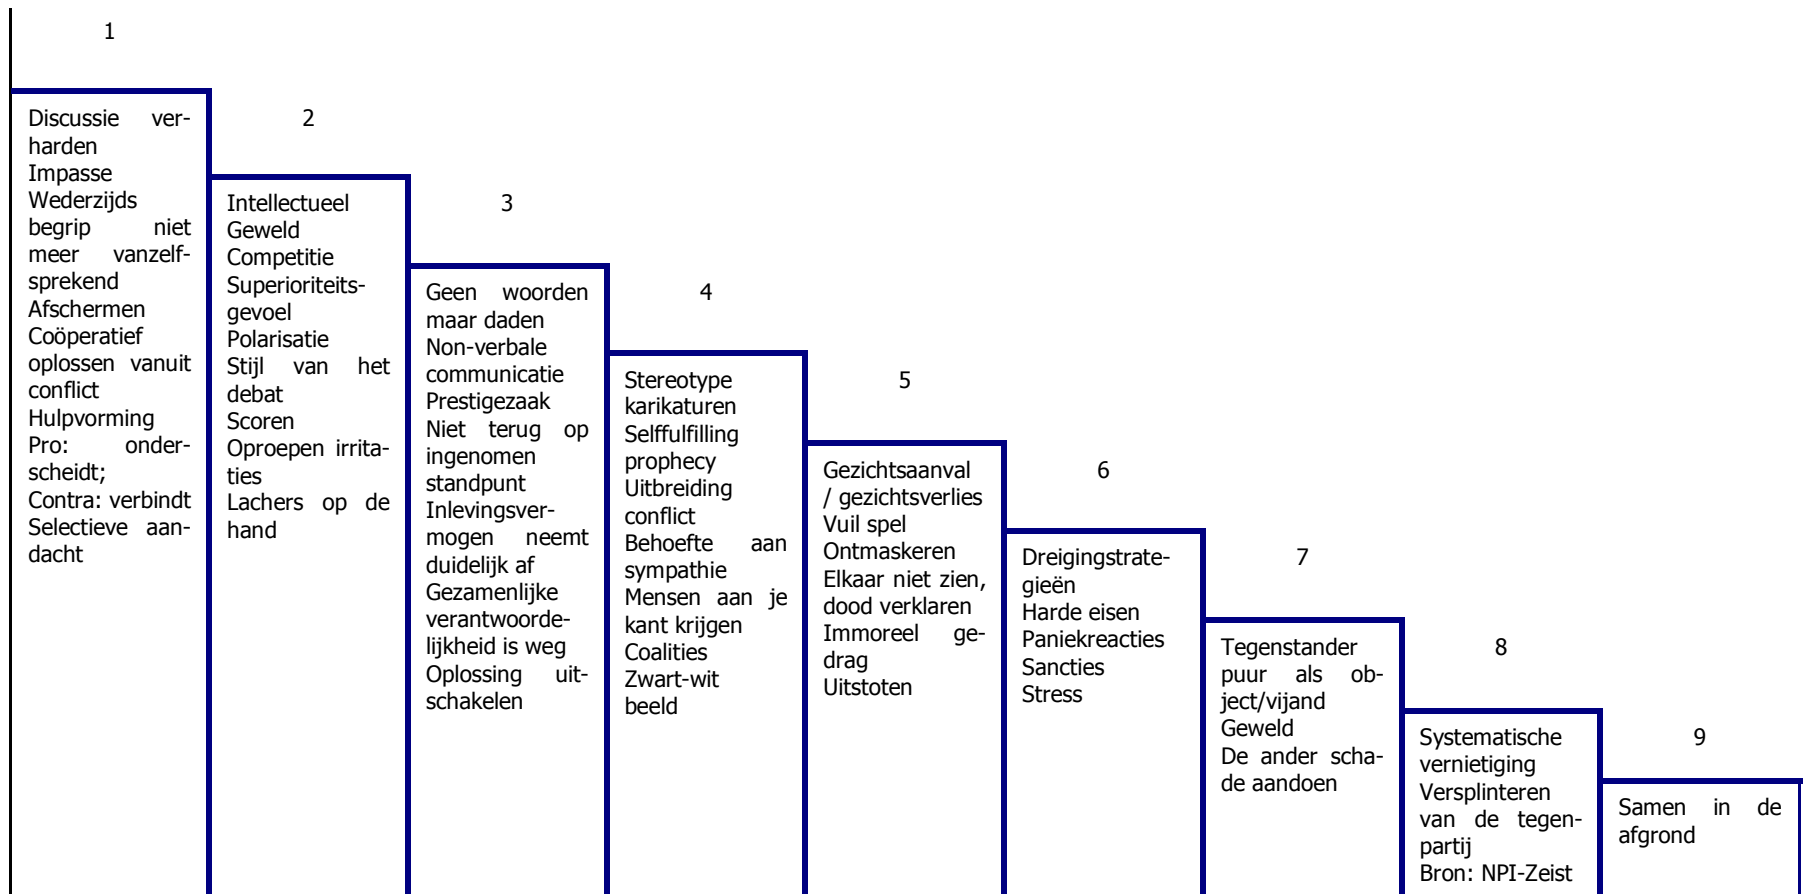 1
Discussie ver-
harden
Impasse
Wederzijds
begrip niet
meer vanzelf-
sprekend
Afschermen
Coöperatief
oplossen vanuit
conflict
Hulpvorming
Pro: onder-
scheidt;
Contra: verbindt
Selectieve aan-
dacht
2
Intellectueel
Geweld
Competitie
Superioriteits-
gevoel
Polarisatie
Stijl van het
debat
Scoren
Oproepen irrita-
ties
Lachers op de
hand
3
Geen woorden
maar daden
Non-verbale
communicatie
Prestigezaak
Niet terug op
ingenomen
standpunt
Inlevingsver-
mogen neemt
duidelijk af
Gezamenlijke
verantwoorde-
lijkheid is weg
Oplossing uit-
schakelen
4
Stereotype
karikaturen
Selffulfilling
prophecy
Uitbreiding
conflict
Behoefte aan
sympathie
Mensen aan je
kant krijgen
Coalities
Zwart-wit
beeld
5
Gezichtsaanval
/ gezichtsverlies
Vuil spel
Ontmaskeren
Elkaar niet zien,
dood verklaren
Immoreel ge-
drag
Uitstoten
6
Dreigingstrate-
gieën
Harde eisen
Paniekreacties
Sancties
Stress
7
Tegenstander
puur als ob-
ject/vijand
Geweld
De ander scha-
de aandoen
8
Systematische
vernietiging
Versplinteren
van de tegen-
partij
Bron: NPI-Zeist
9
Samen in de
afgrond